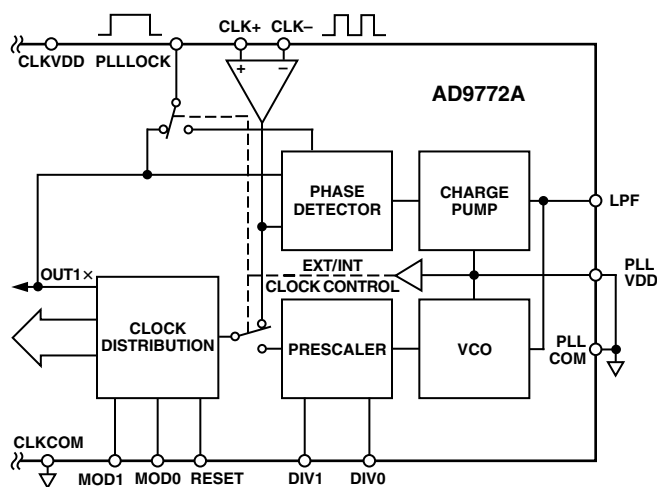 CLK+ CLK–
CLKVDD PLLLOCK
+ –
AD9772A
PHASE
DETECTOR
CHARGE
PUMP
LPF
OUT1×
EXT/INT
CLOCK CONTROL
PLL
VDD
CLOCK
DISTRIBUTION
PRESCALER
VCO
PLL
COM
CLKCOM
MOD1 MOD0 RESET DIV1 DIV0